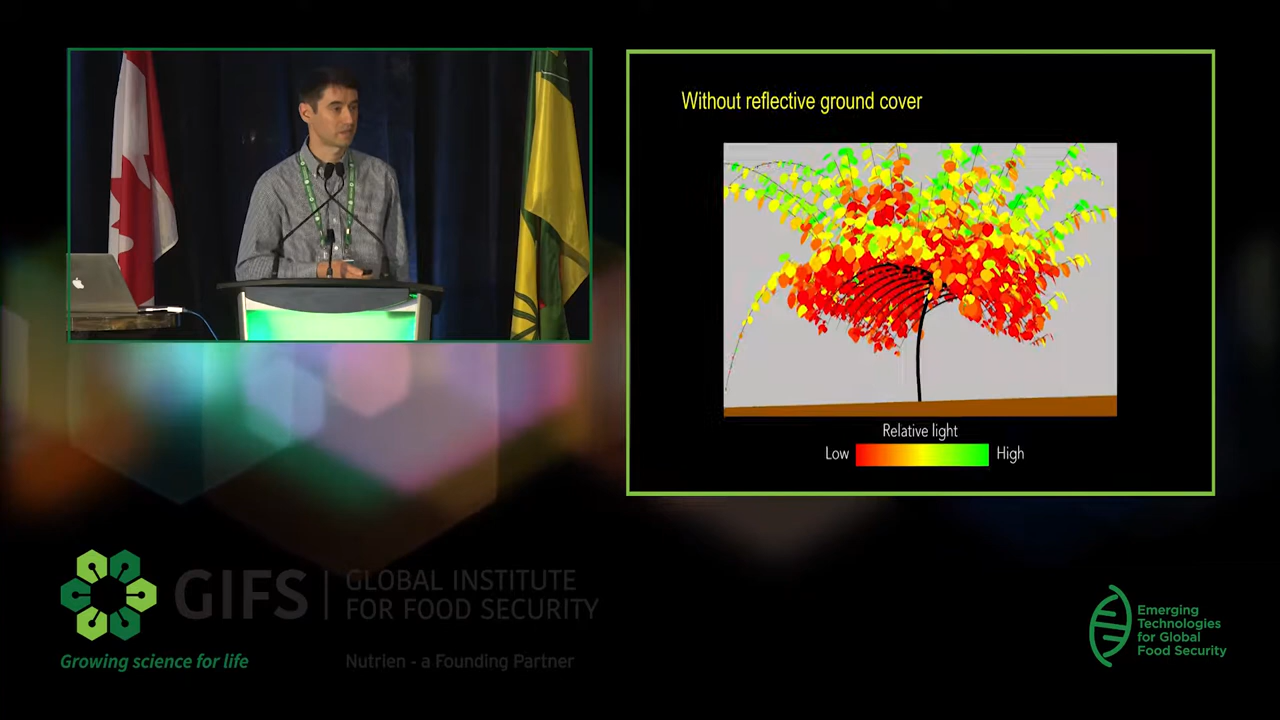 Without reflective ground cover
Relative light
Low
High
GIFS
GLOBAL INSTITUTE
FOR FOOD SECURITY
Growing science for life
Nutrien - a Founding Partner
Emerging
Technologies
for Global
Food Security